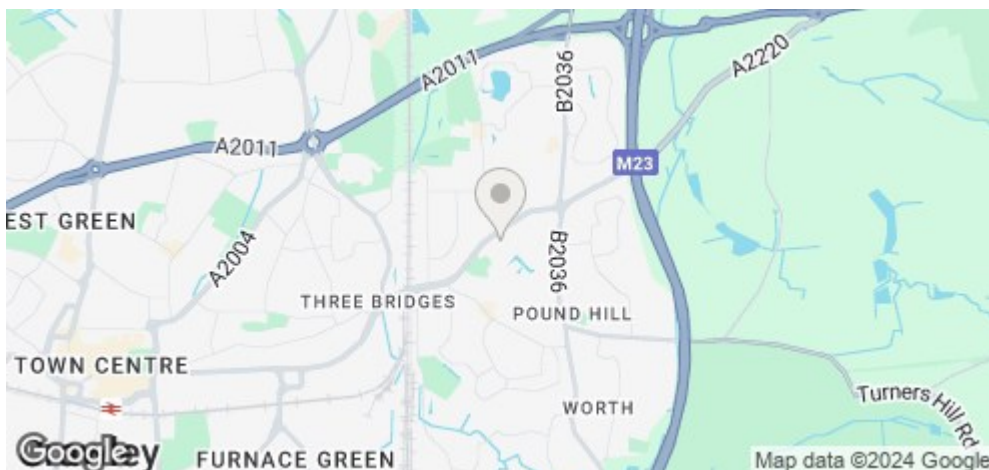 A2011
B2036
A2220
A2011
M23
EST GREEN
A2004
B2036
THREE BRIDGES
POUND HILL
TOWN CENTRE
Turners Hill Rd
WORTH
Google
ey
FURNACE GREEN
Map data ©2024 Google